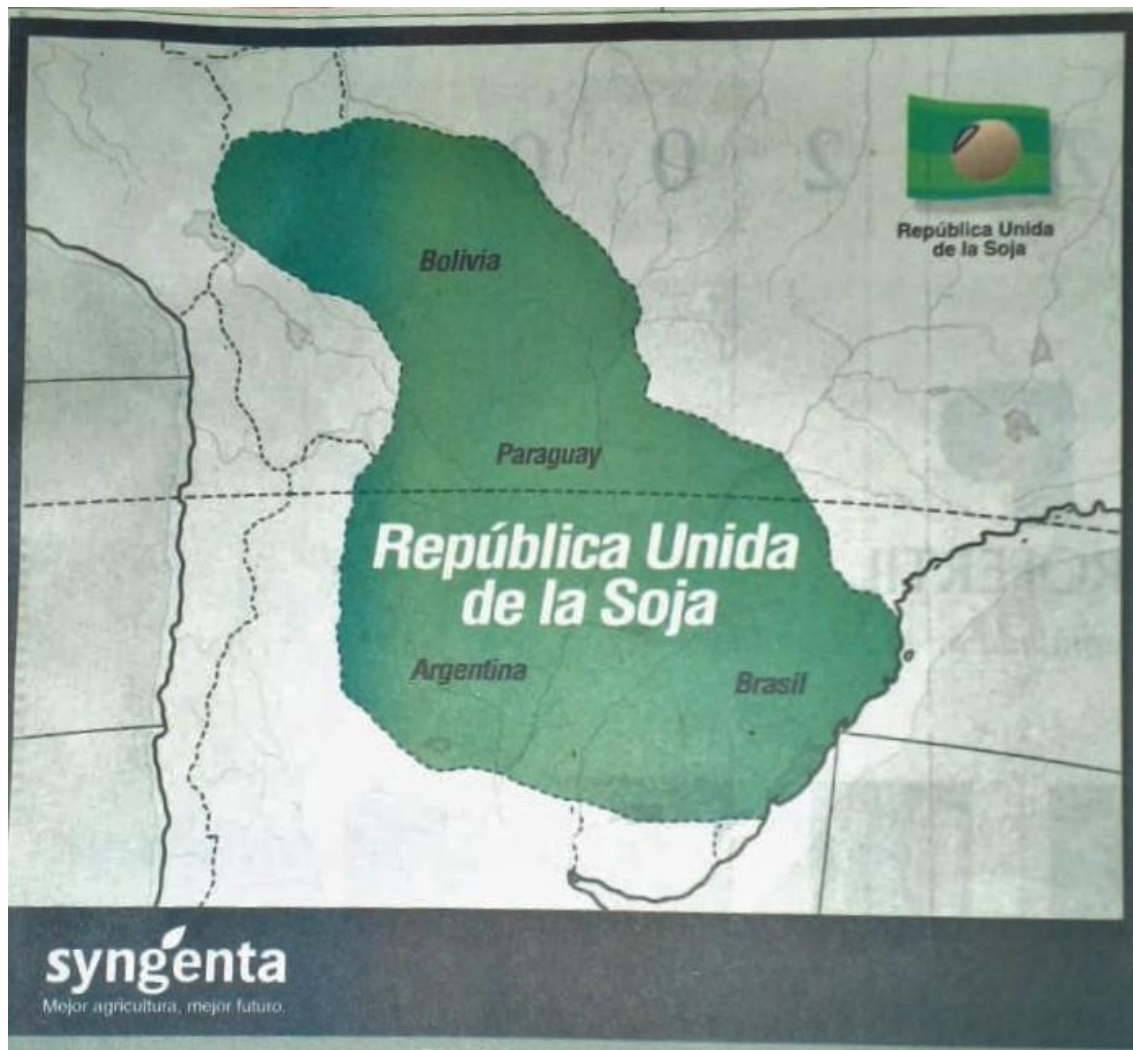 República Unida
de la Soja
Bolivia
Paraguay
República Unida
de la Soja
Argentina
Brasil
syngenta
Mejor agricultura, mejor futuro.